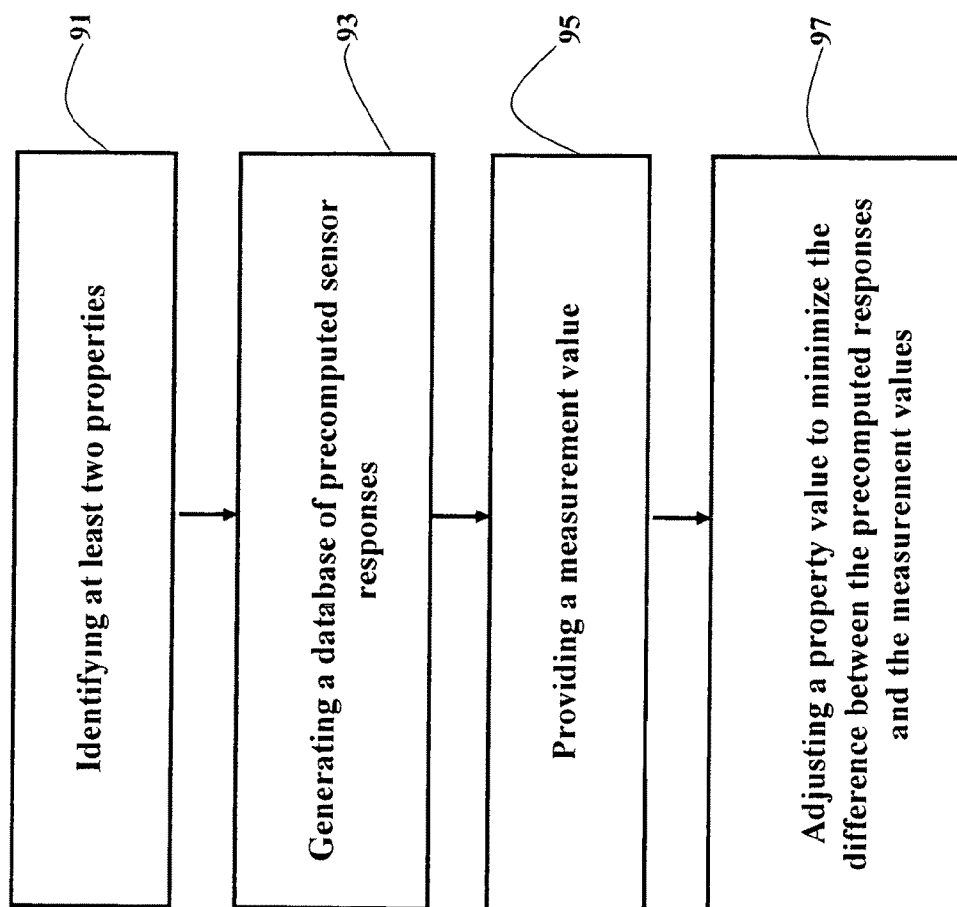 91
Identifying at least two properties
93
Generating a database of precomputed sensor
responses
95
Providing a measurement value
97
Adjusting a property value to minimize the
difference between the precomputed responses
and the measurement values